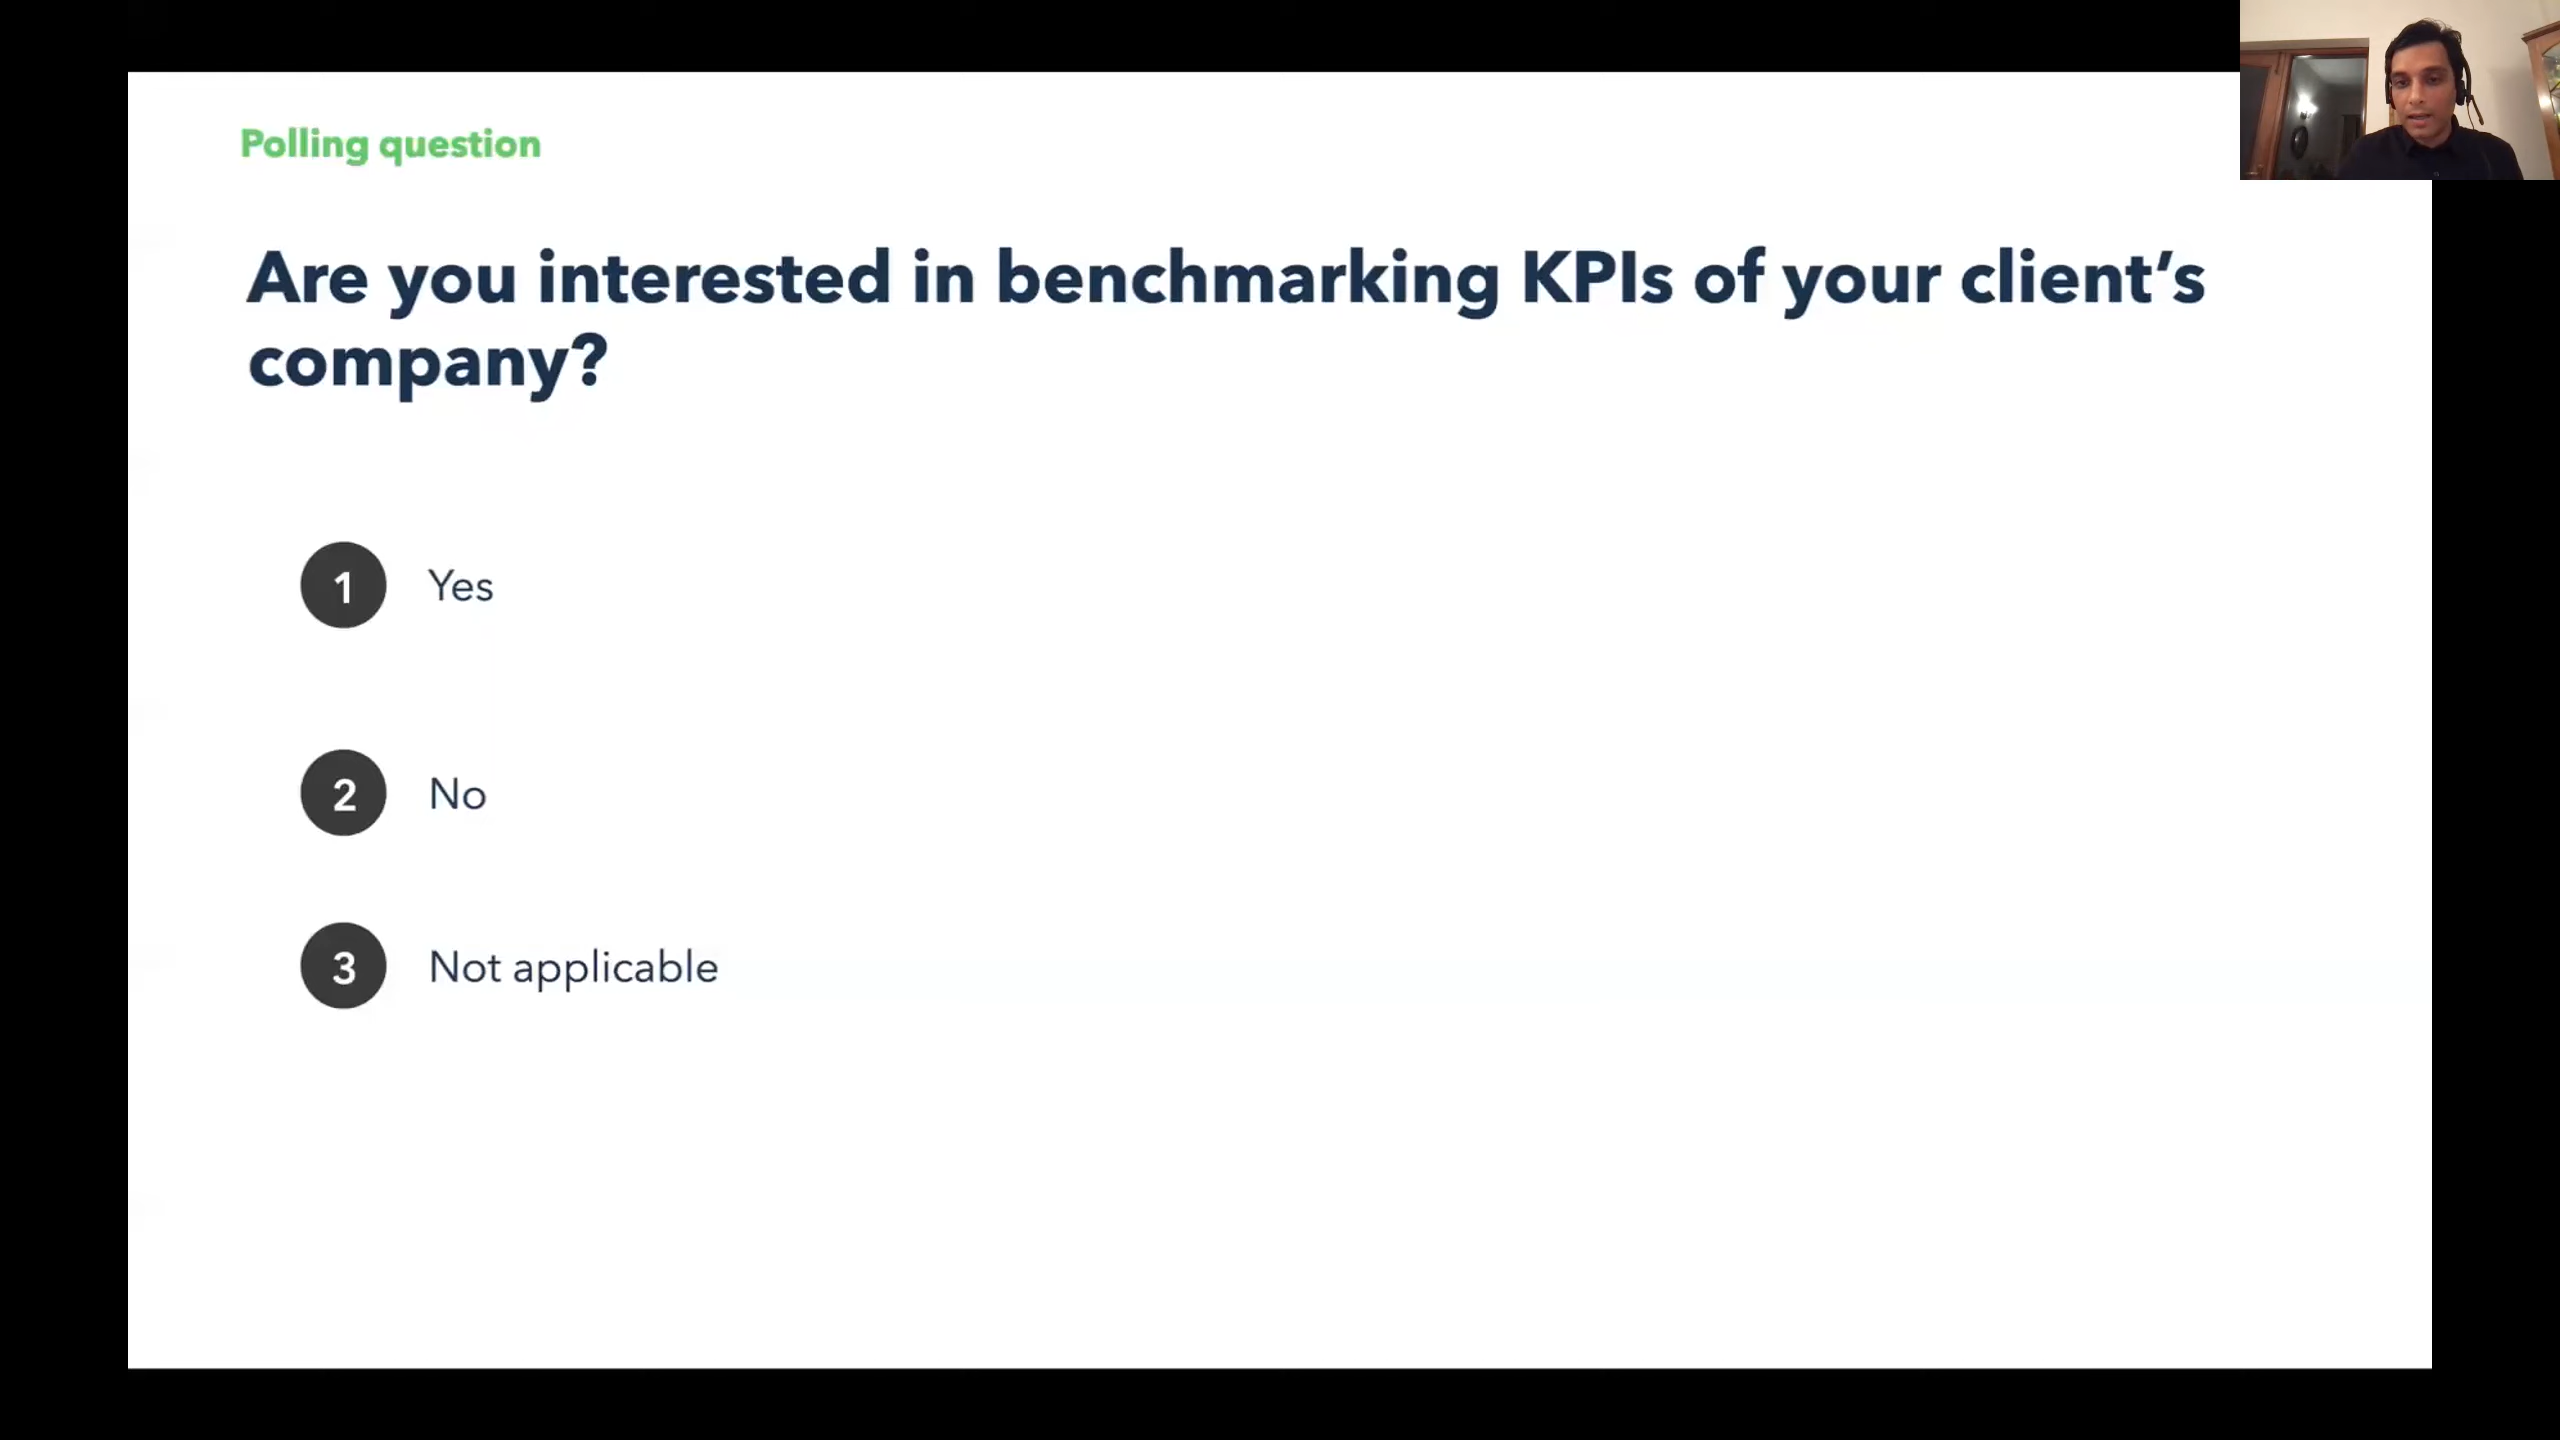 Polling question
Are you interested in benchmarking KPIs of your client’s
company?
1 Yes
2 No
3 Not applicable